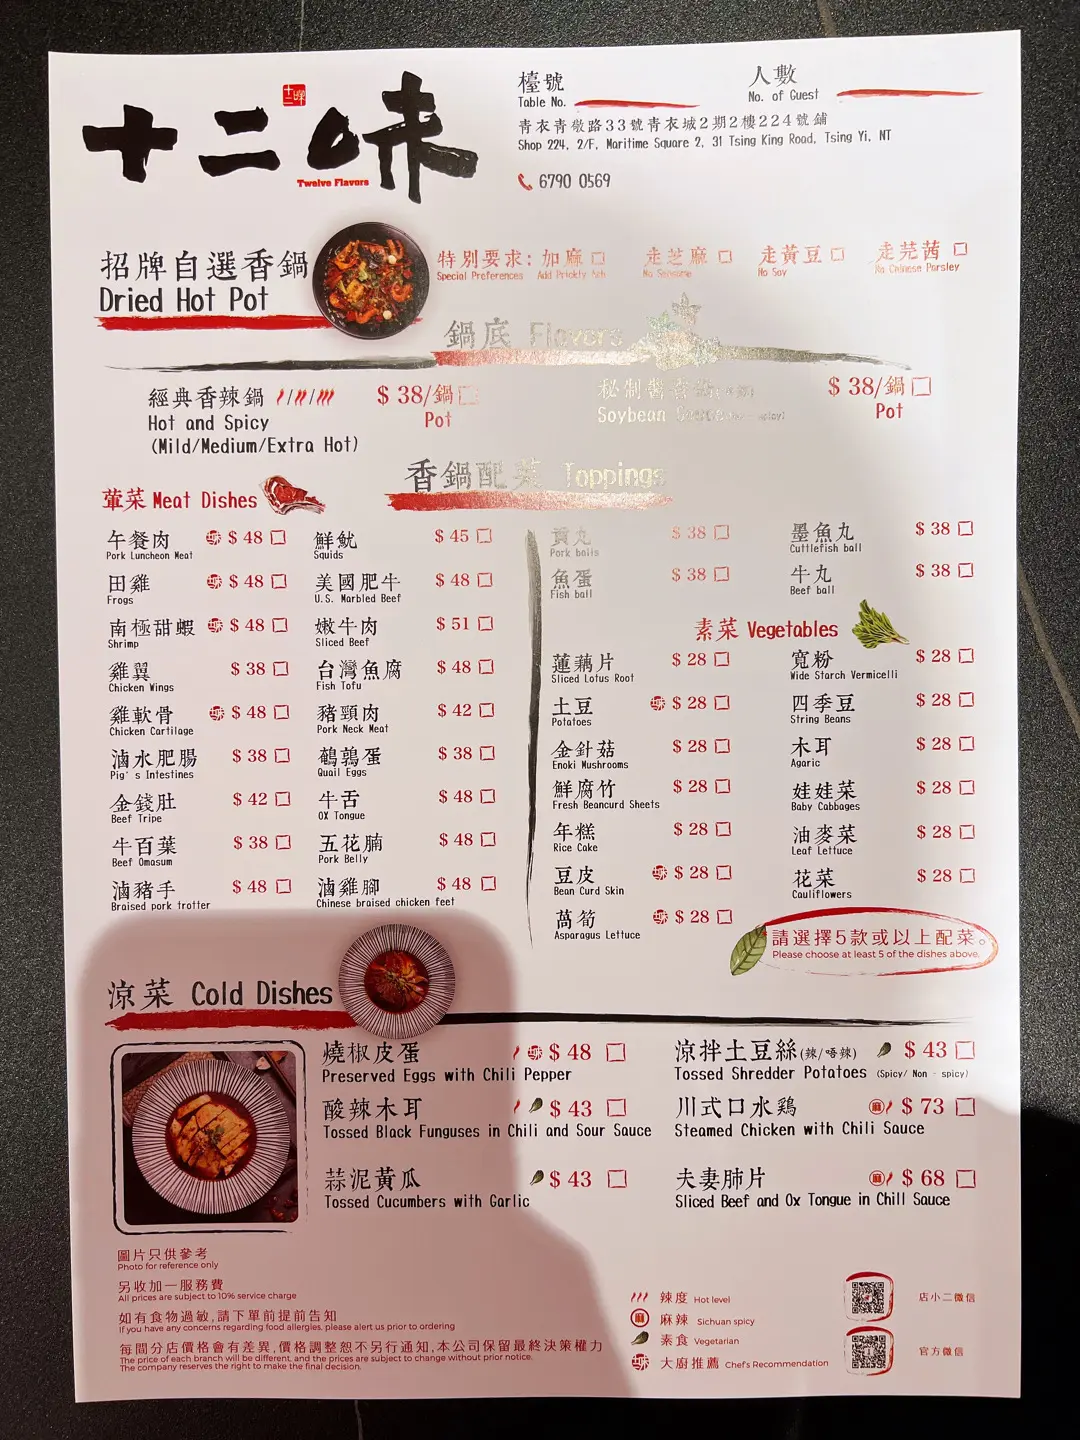 十二味
十二味
Twelve Flavors
檯號
Table No.
人數
No. of Guest
青衣青敬路33號青衣城2期2樓224號舖
Shop 224, 2/F, Maritime Square 2, 31 Tsing King Road, Tsing Yi, NT
6790 0569
招牌自選香鍋
Dried Hot Pot
特別要求: 加麻 走芝麻 走黃豆 走芫茜
Special Preferences Add Prickly Ash No Sesame No Soy No Chinese Parsley
鍋底 Flavors
經典香辣鍋 / / $ 38/鍋
Hot and Spicy Pot
(Mild/Medium/Extra Hot)
秘制醬香鍋 $ 38/鍋
Soybean Pot
香鍋配菜 Toppings
葷菜 Meat Dishes
午餐肉 $ 48
Pork Luncheon Meat
田雞 $ 48
Frogs
南極甜蝦 $ 48
Shrimp
雞翼 $ 38
Chicken Wings
雞軟骨 $ 48
Chicken Cartilage
滷水肥腸 $ 38
Pig's Intestines
金錢肚 $ 42
Beef Tripe
牛百葉 $ 38
Beef Omasum
滷豬手 $ 48
Braised pork trotter
鮮魷 $ 45
Squids
美國肥牛 $ 48
U.S. Marbled Beef
嫩牛肉 $ 51
Sliced Beef
台灣魚腐 $ 48
Fish Tofu
豬頸肉 $ 42
Pork Neck Meat
鵪鶉蛋 $ 38
Quail Eggs
牛舌 $ 48
OX Tongue
五花腩 $ 48
Pork Belly
滷雞腳 $ 48
Chinese braised chicken feet
貢丸 $ 38
Pork balls
魚蛋 $ 38
Fish ball
墨魚丸 $ 38
Cuttlefish ball
牛丸 $ 38
Beef ball
素菜 Vegetables
蓮藕片 $ 28
Sliced Lotus Root
土豆 $ 28
Potatoes
金針菇 $ 28
Enoki Mushrooms
鮮腐竹 $ 28
Fresh Beancurd Sheets
年糕 $ 28
Rice Cake
豆皮 $ 28
Bean Curd Skin
萵筍 $ 28
Asparagus Lettuce
寬粉 $ 28
Wide Starch Vermicelli
四季豆 $ 28
String Beans
木耳 $ 28
Agaric
娃娃菜 $ 28
Baby Cabbages
油麥菜 $ 28
Leaf Lettuce
花菜 $ 28
Cauliflowers
請選擇5款或以上配菜。
Please choose at least 5 of the dishes above.
涼菜 Cold Dishes
燒椒皮蛋 $ 48
Preserved Eggs with Chili Pepper
酸辣木耳 $ 43
Tossed Black Funguses in Chili and Sour Sauce
蒜泥黃瓜 $ 43
Tossed Cucumbers with Garlic
涼拌土豆絲(辣/唔辣) $ 43
Tossed Shredder Potatoes (Spicy/ Non - spicy)
川式口水鶏 麻 $ 73
Steamed Chicken with Chili Sauce
夫妻肺片 麻 $ 68
Sliced Beef and Ox Tongue in Chill Sauce
圖片只供參考
Photo for reference only
另收加一服務費
All prices are subject to 10% service charge
如有食物過敏,請下單前提前告知
If you have any concerns regarding food allergies, please alert us prior to ordering
每間分店價格會有差異,價格調整恕不另行通知,本公司保留最終決策權力
The price of each branch will be different, and the prices are subject to change without prior notice.
The company reserves the right to make the final decision.
辣度 Hot level
麻 麻辣 Sichuan spicy
素食 Vegetarian
大廚推薦 Chef's Recommendation
店小二微信
官方微信